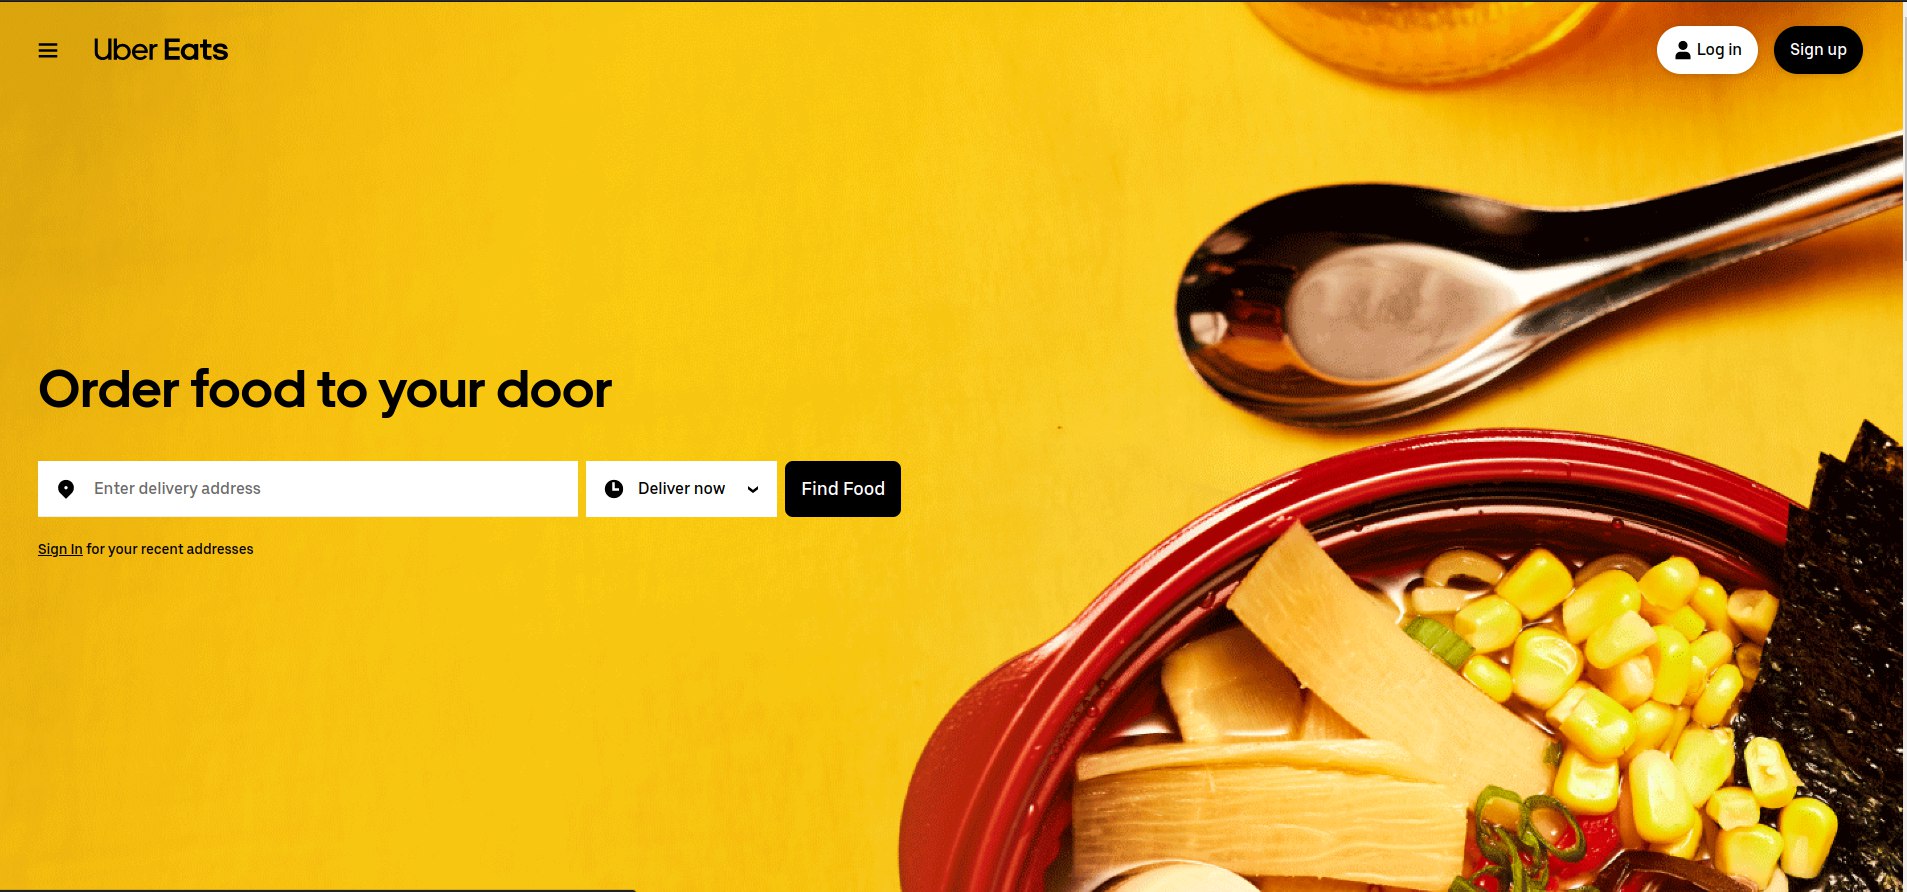 Uber Eats
Log in
Sign up
Order food to your door
Enter delivery address
Deliver now
Find Food
Sign In for your recent addresses